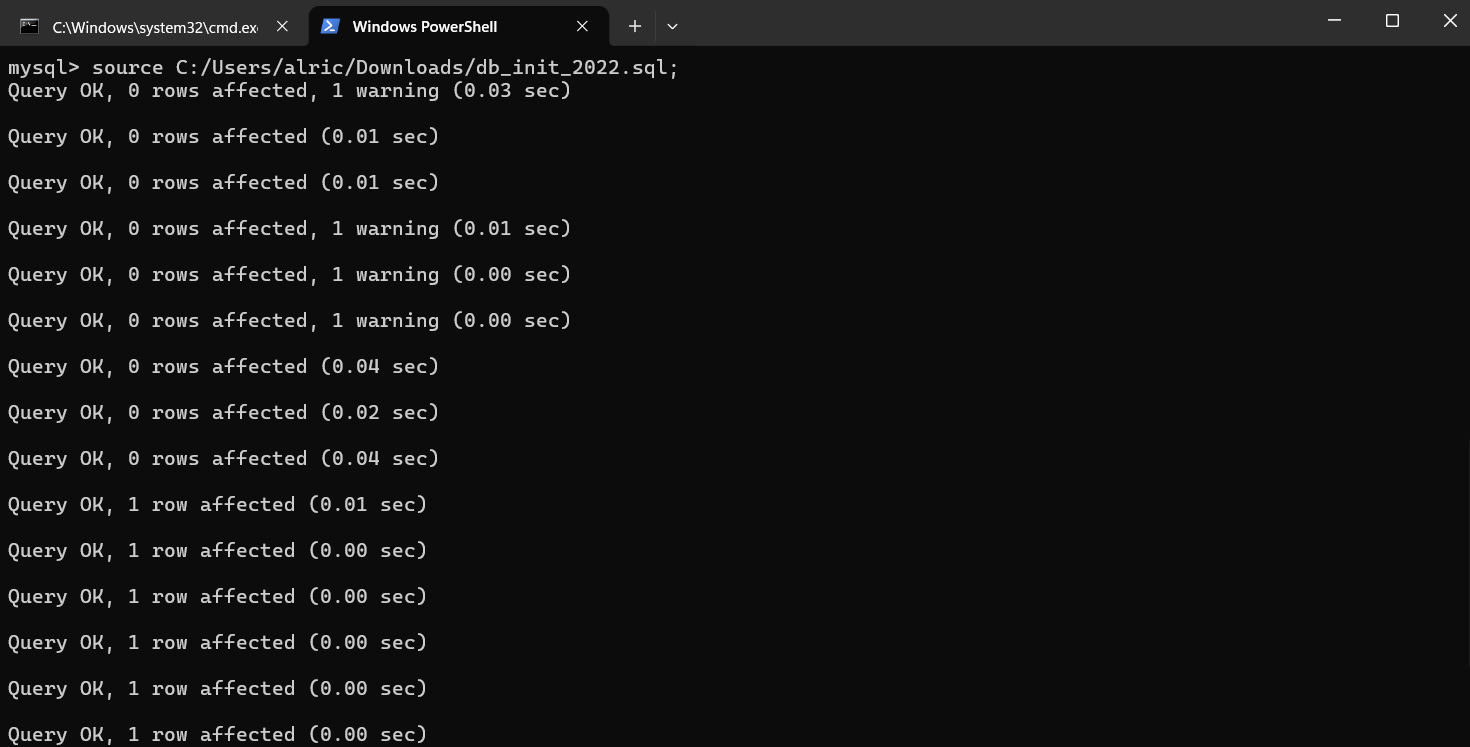 C:\Windows\system32\cmd.ex
Windows PowerShell
mysql> source C:/Users/alric/Downloads/db_init_2022.sql;
Query OK, 0 rows affected, 1 warning (0.03 sec)
Query OK, 0 rows affected (0.01 sec)
Query OK, 0 rows affected (0.01 sec)
Query OK, 0 rows affected, 1 warning (0.01 sec)
Query OK, 0 rows affected, 1 warning (0.00 sec)
Query OK, 0 rows affected, 1 warning (0.00 sec)
Query OK, 0 rows affected (0.04 sec)
Query OK, 0 rows affected (0.02 sec)
Query OK, 0 rows affected (0.04 sec)
Query OK, 1 row affected (0.01 sec)
Query OK, 1 row affected (0.00 sec)
Query OK, 1 row affected (0.00 sec)
Query OK, 1 row affected (0.00 sec)
Query OK, 1 row affected (0.00 sec)
Query OK, 1 row affected (0.00 sec)